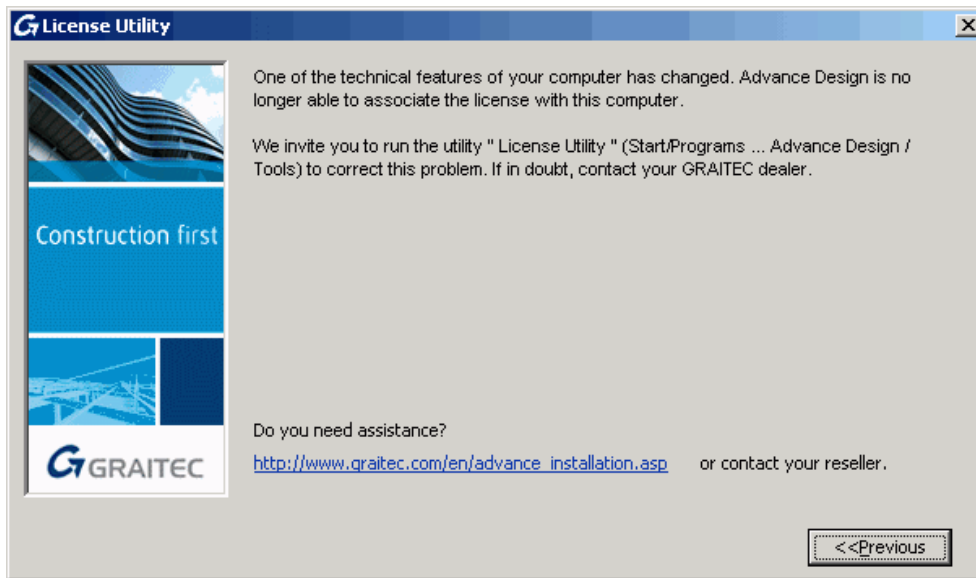 License Utility
One of the technical features of your computer has changed. Advance Design is no
longer able to associate the license with this computer.
We invite you to run the utility " License Utility " (Start/Programs ... Advance Design /
Tools) to correct this problem. If in doubt, contact your GRAITEC dealer.
Construction first
Do you need assistance?
http://www.graitec.com/en/advance_installation.asp or contact your reseller.
GRAITEC
<<Previous